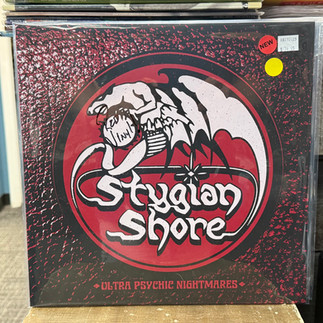 NEW
Stygian
Shore
ULTRA PSYCHIC NIGHTMARES